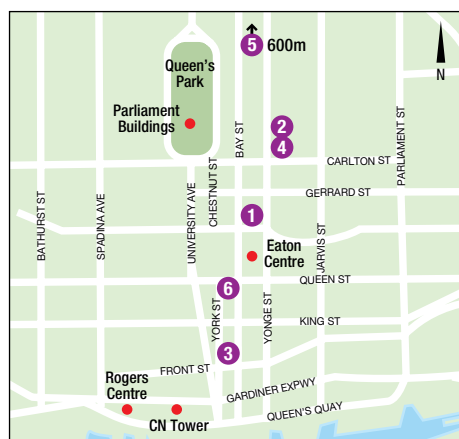 5 600m
N
Queen's
Park
Parliament
Buildings
2
4
BAY ST
PARLIAMENT ST
CARLTON ST
CHESTNUT ST
GERRARD ST
BATHURST ST
SPADINA AVE
UNIVERSITY AVE
1
JARVIS ST
Eaton
Centre
QUEEN ST
6
YORK ST
YONGE ST
KING ST
3
FRONT ST
Rogers
Centre
GARDINER EXPWY
CN Tower
QUEEN'S QUAY